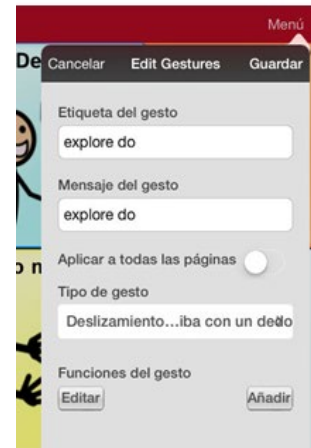 Menú
De
Cancelar Edit Gestures Guardar
Etiqueta del gesto
explore do
Mensaje del gesto
explore do
Aplicar a todas las páginas
Tipo de gesto
Deslizamiento…iba con un dedo
Funciones del gesto
Editar Añadir